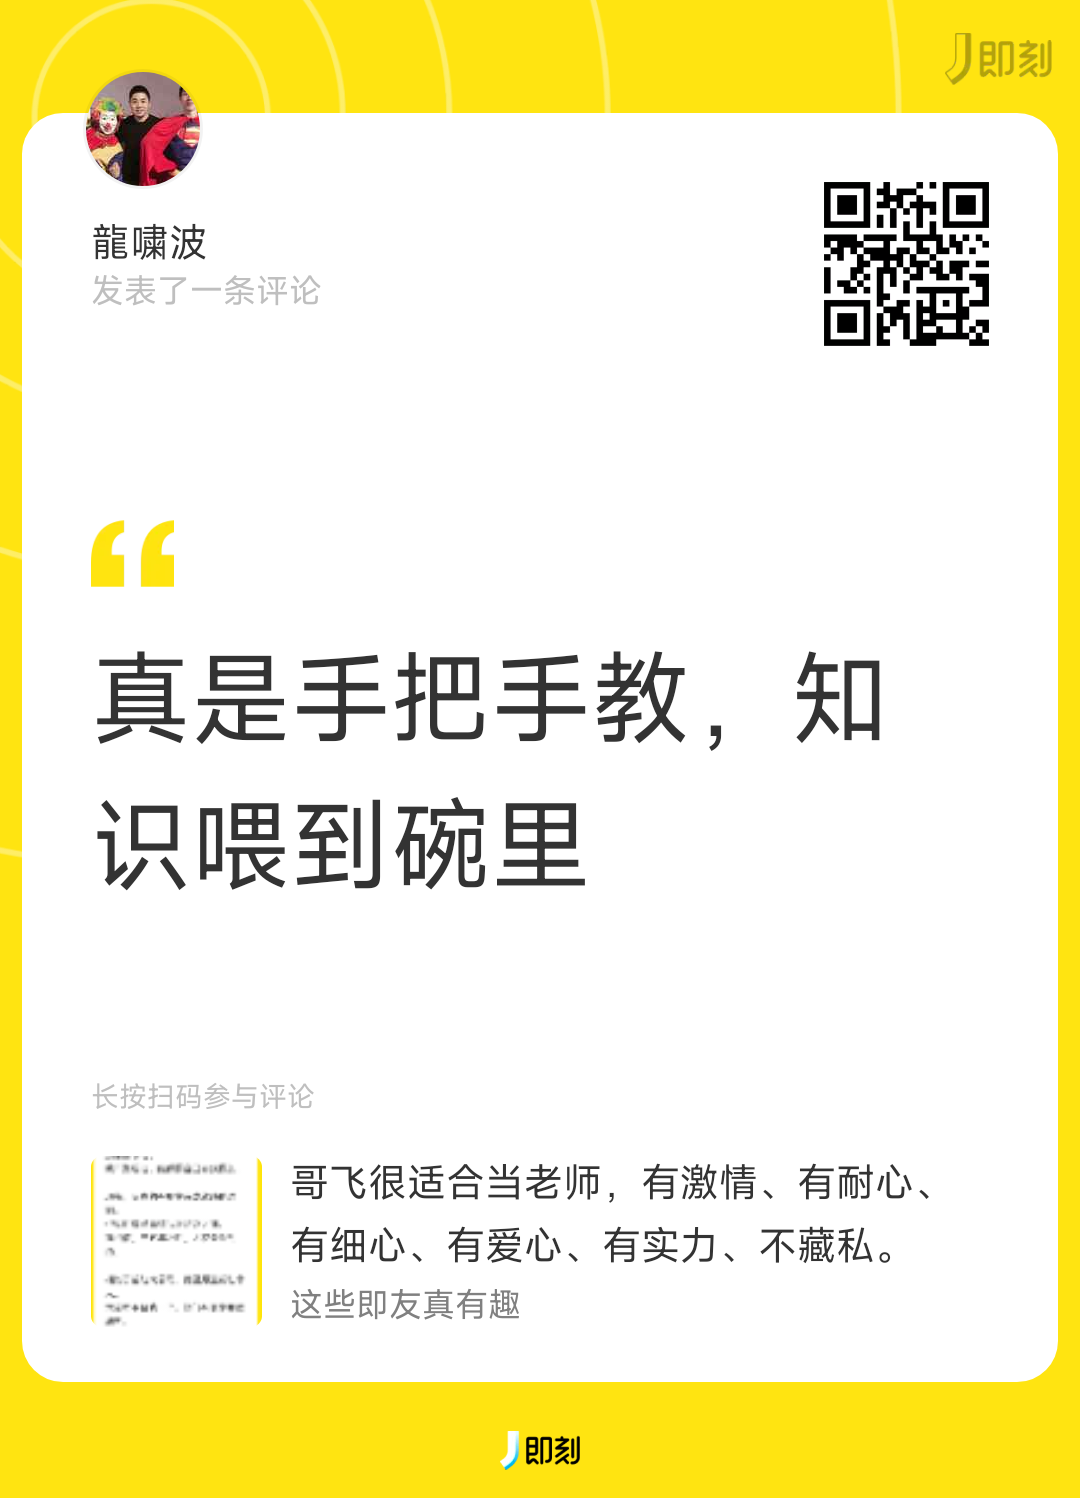 即刻
龍啸波
发表了一条评论
真是手把手教，知
识喂到碗里
长按扫码参与评论
哥飞很适合当老师，有激情、有耐心、
有细心、有爱心、有实力、不藏私。
这些即友真有趣
即刻